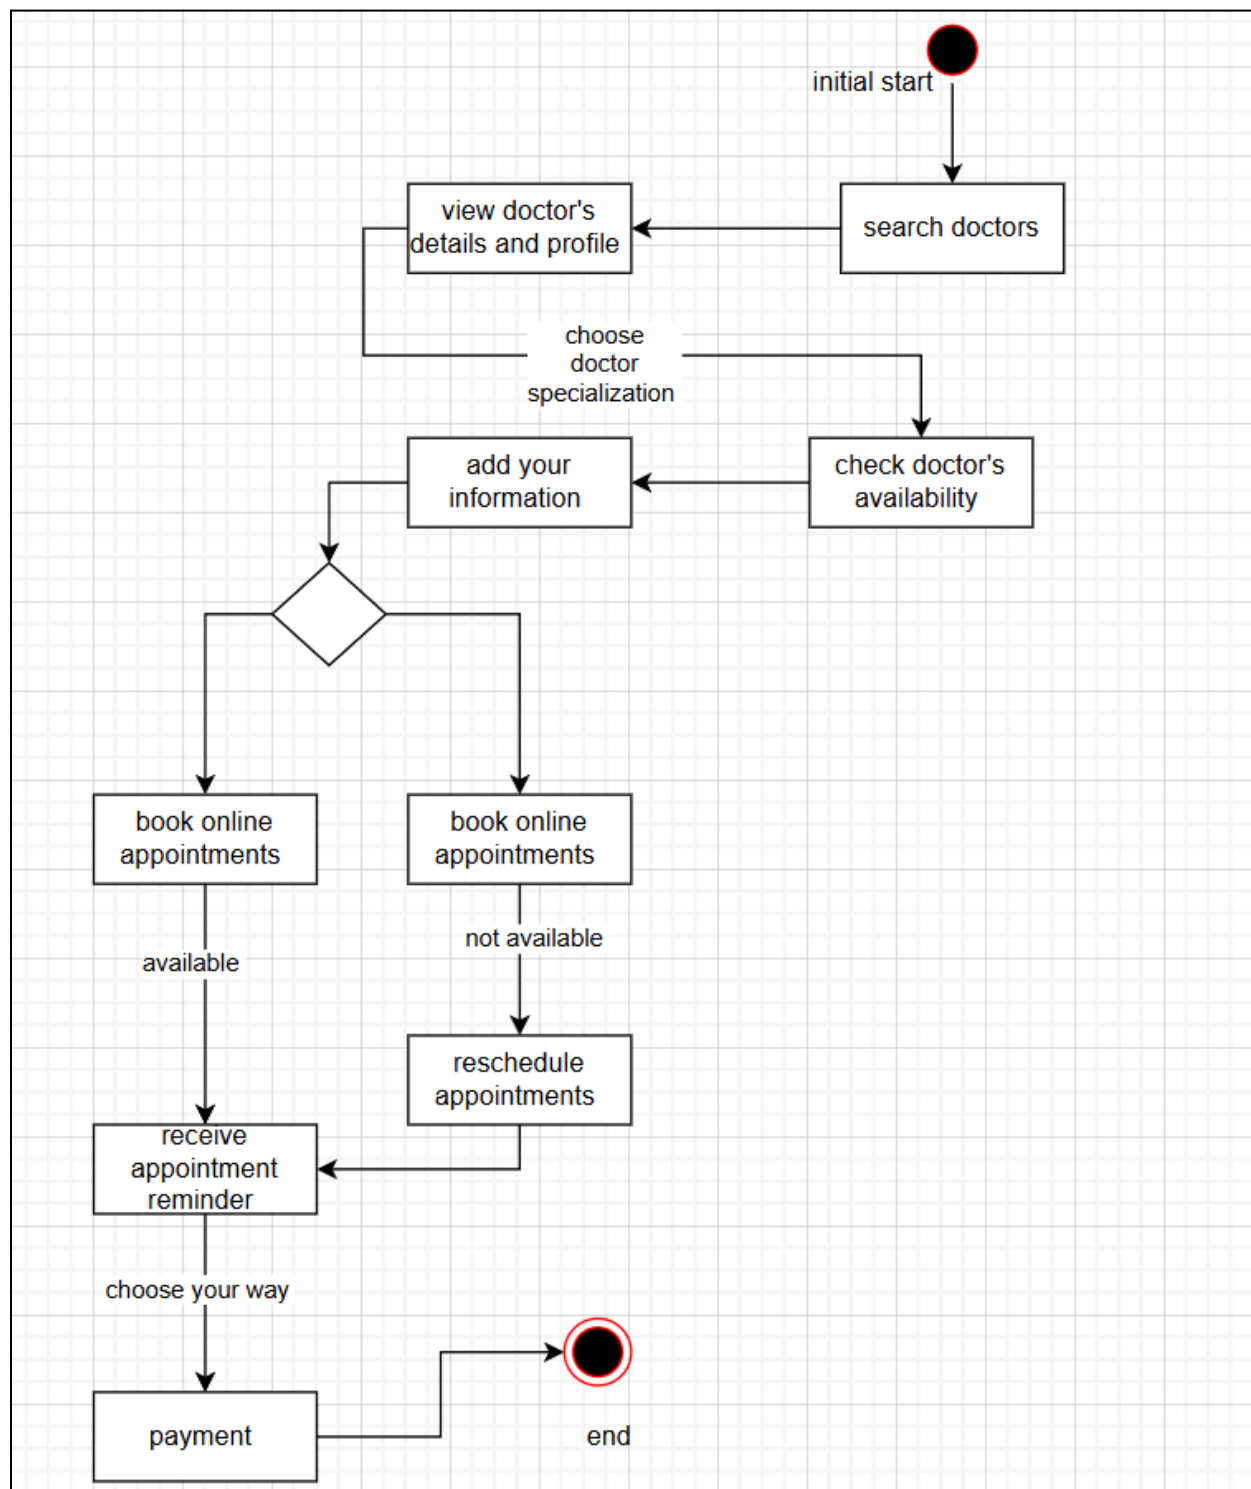 initial start
search doctors
view doctor's
details and profile
choose
doctor
specialization
check doctor's
availability
add your
information
book online
appointments
book online
appointments
available
not available
reschedule
appointments
receive
appointment
reminder
choose your way
payment
end